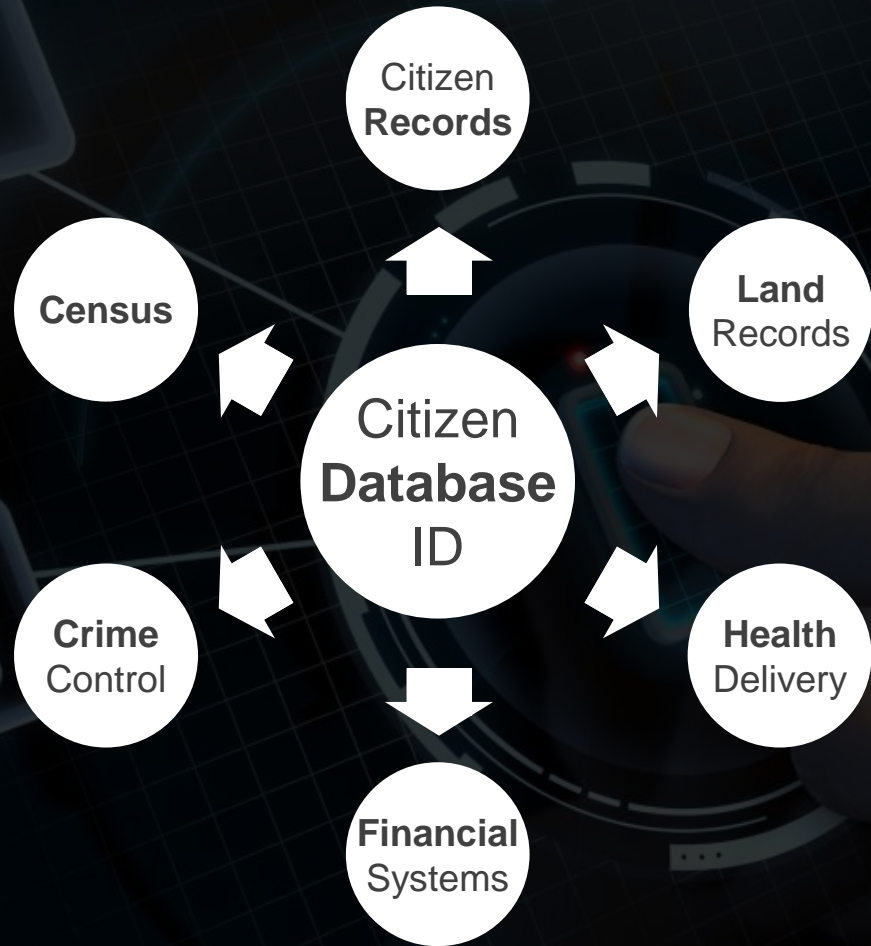 Citizen
Records
Census
Land
Records
Citizen
Database
ID
Crime
Control
Health
Delivery
Financial
Systems